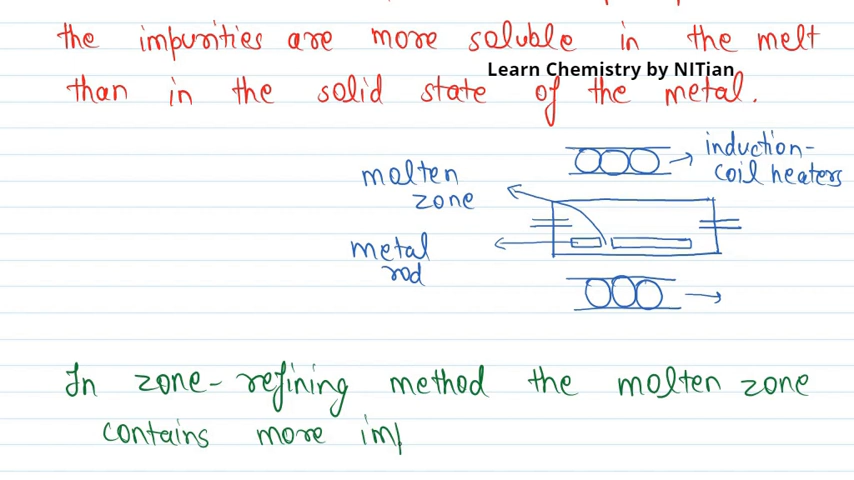 the impurities are more soluble in the melt
Learn Chemistry by NITian
than in the solid state of the metal.
induction-
coil heaters
molten
zone
metal
rod
In zone-refining method the molten zone
contains more imp